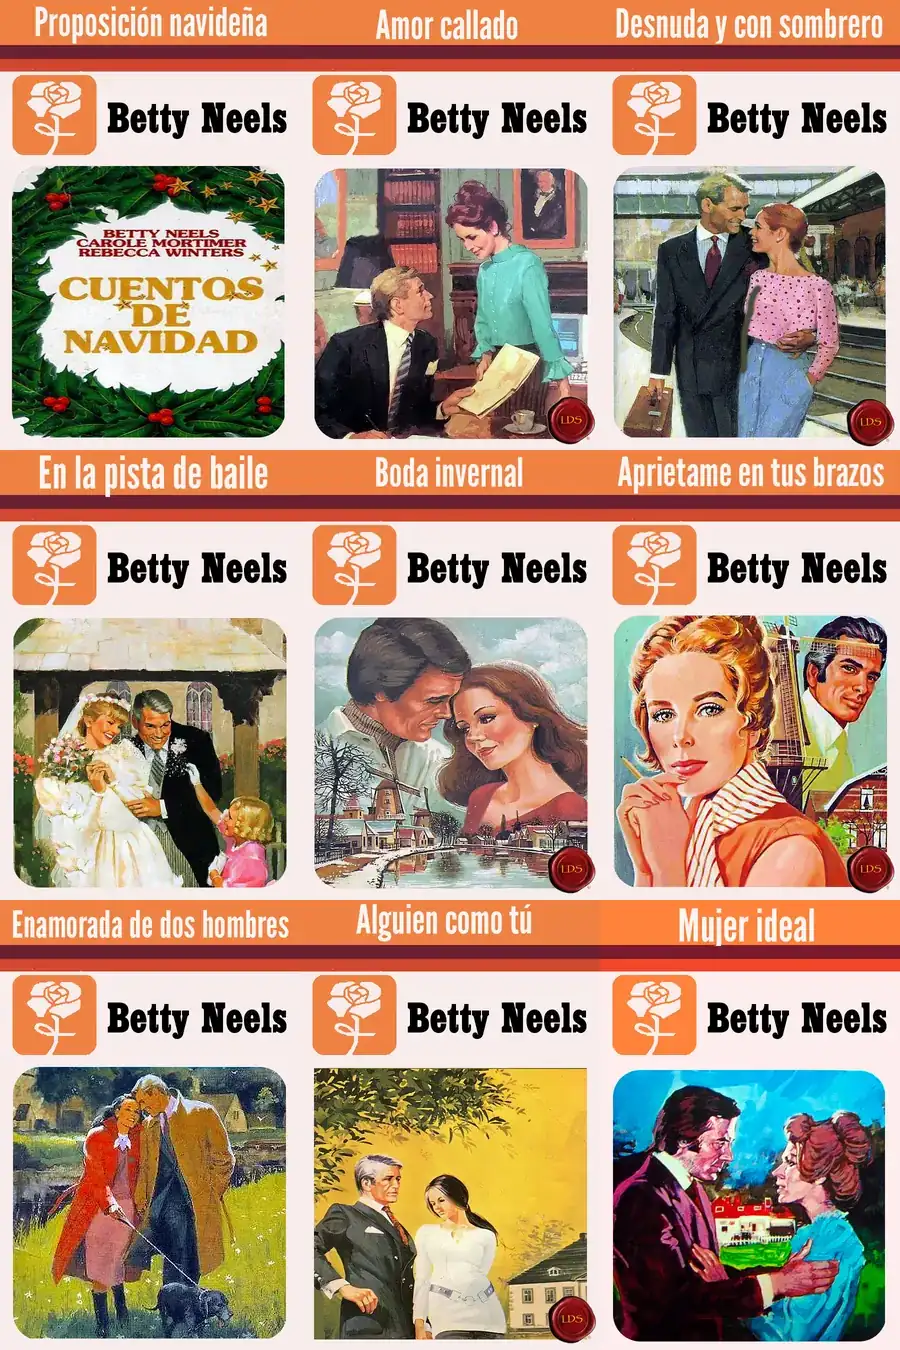 Proposición navideña
Amor callado
Desnuda y con sombrero
Betty Neels
Betty Neels
Betty Neels
BETTY NEELS
CAROLE MORTIMER
REBECCA WINTERS
CUENTOS
DE
NAVIDAD
LDS
LDS
En la pista de baile
Boda invernal
Aprietame en tus brazos
Betty Neels
Betty Neels
Betty Neels
LDS
LDS
Enamorada de dos hombres
Alguien como tú
Mujer ideal
Betty Neels
Betty Neels
Betty Neels
LDS